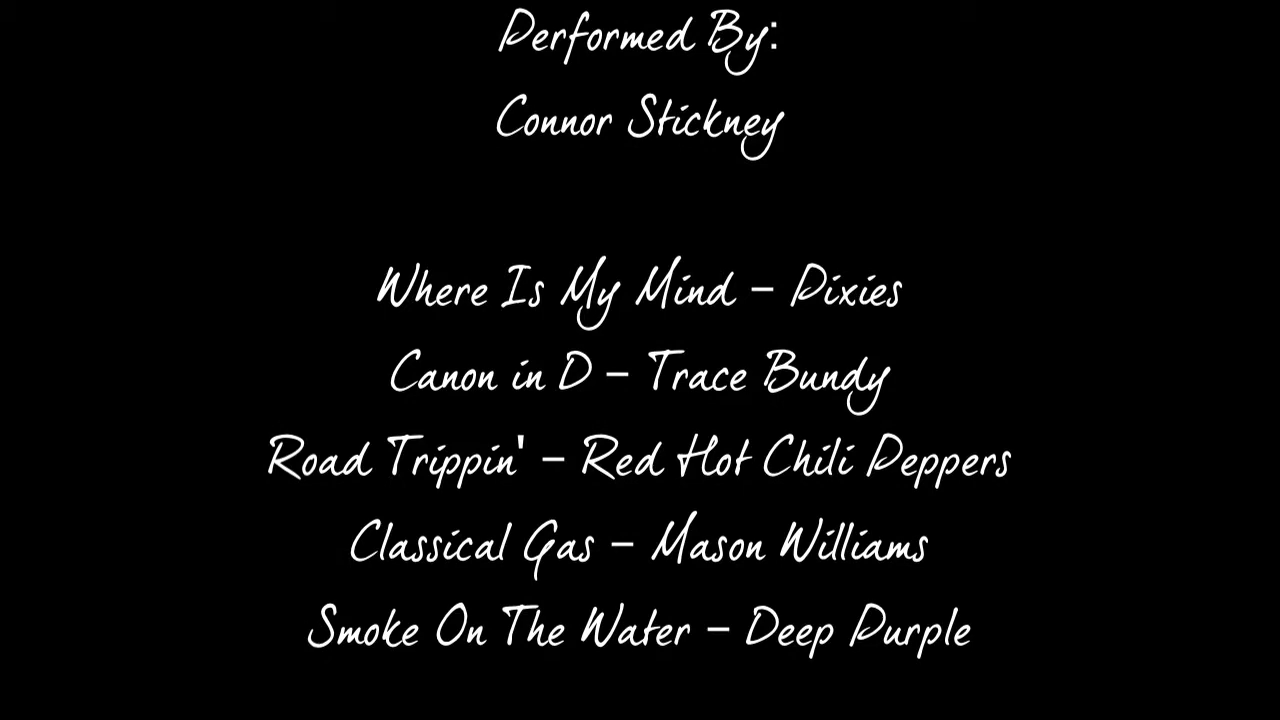 Performed By:
Connor Stickney
Where Is My Mind - Pixies
Canon in D - Trace Bundy
Road Trippin' - Red Hot Chili Peppers
Classical Gas - Mason Williams
Smoke On The Water - Deep Purple